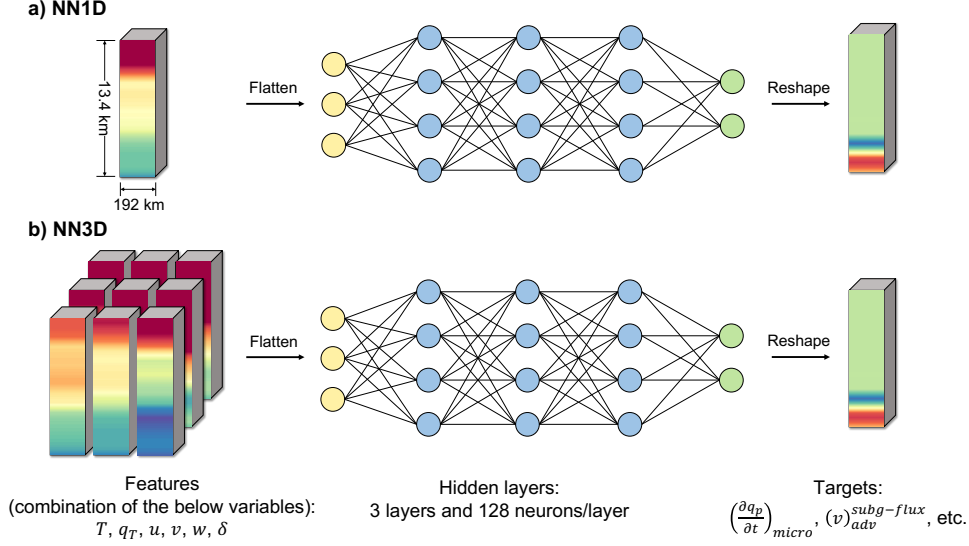 a) NN1D
13.4 km
Flatten
Reshape
192 km
b) NN3D
Flatten
Reshape
Features
(combination of the below variables):
T, q_T, u, v, w, δ
Hidden layers:
3 layers and 128 neurons/layer
Targets:
(∂q_p/∂t)_micro, (v)_adv^subg−flux, etc.